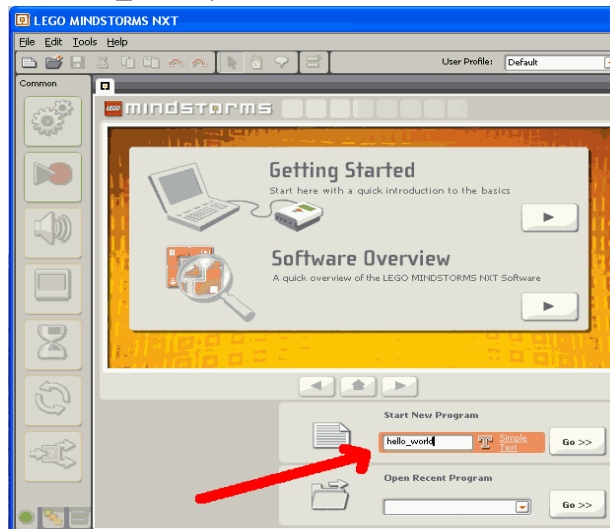 LEGO MINDSTORMS NXT
File Edit Tools Help
User Profile: Default
Common
LEGO mindstorms
Getting Started
Start here with a quick introduction to the basics
Software Overview
A quick overview of the LEGO MINDSTORMS NXT Software
Start New Program
hello_world T Simple Text Go >>
Open Recent Program
Go >>